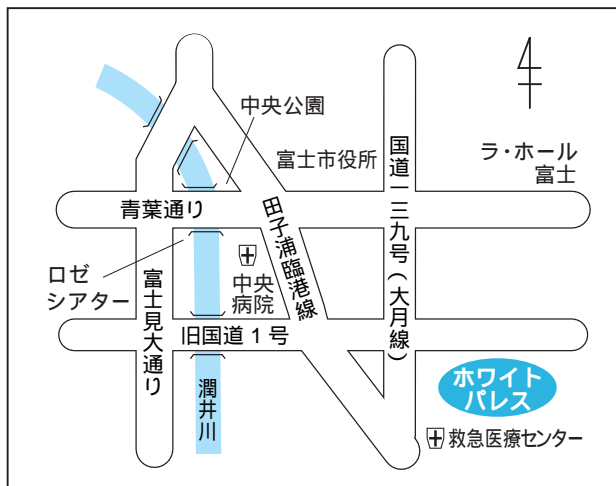 中央公園
富士市役所
国道一三九号(大月線)
ラ・ホール
富士
青葉通り
田子浦臨港線
ロゼ
シアター
富士見大通り
中央
病院
旧国道1号
潤井川
ホワイト
パレス
救急医療センター